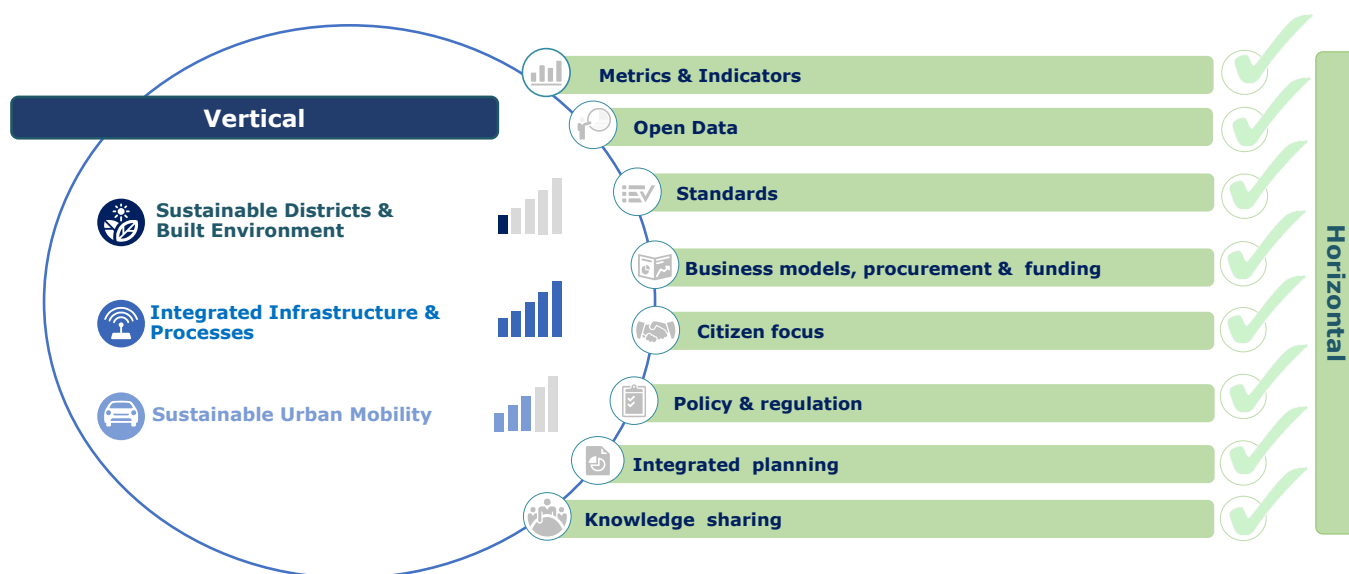 Vertical
Sustainable Districts &
Built Environment
Integrated Infrastructure &
Processes
Sustainable Urban Mobility
Metrics & Indicators
Open Data
Standards
Business models, procurement & funding
Citizen focus
Policy & regulation
Integrated planning
Knowledge sharing
Horizontal